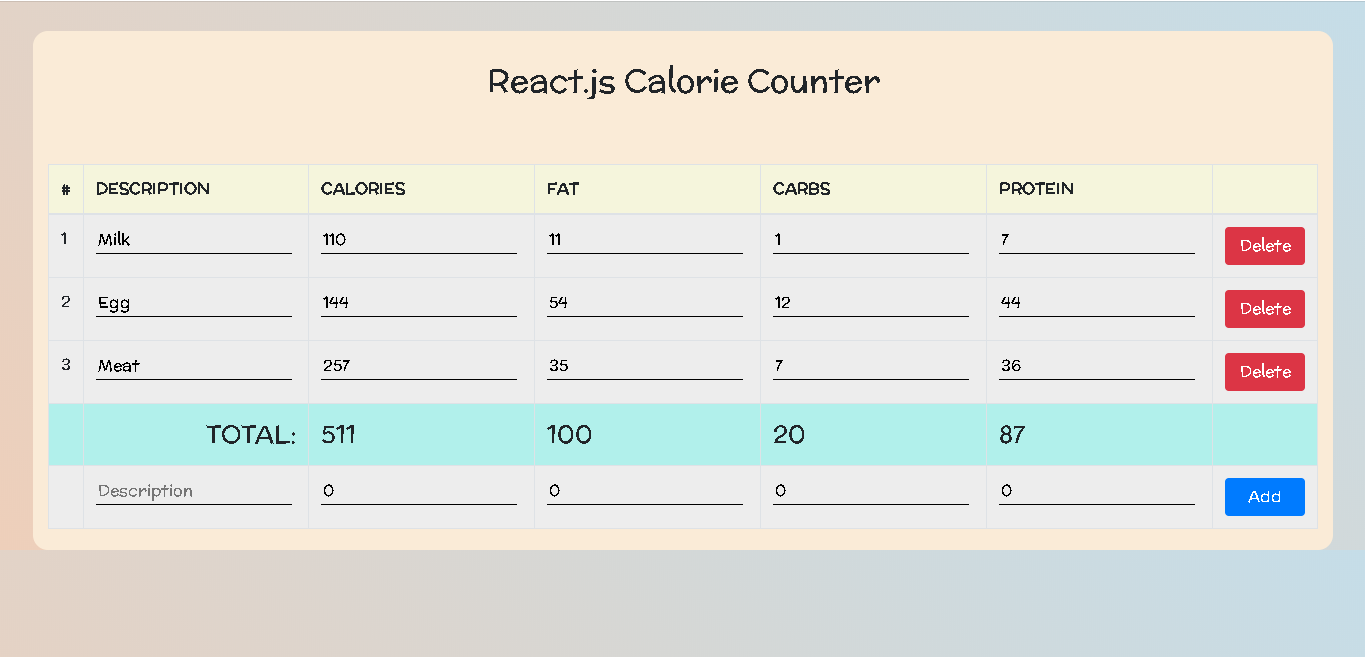 React.js Calorie Counter
# DESCRIPTION CALORIES FAT CARBS PROTEIN
1 Milk 110 11 1 7 Delete
2 Egg 144 54 12 44 Delete
3 Meat 257 35 7 36 Delete
TOTAL: 511 100 20 87
Description 0 0 0 0 Add